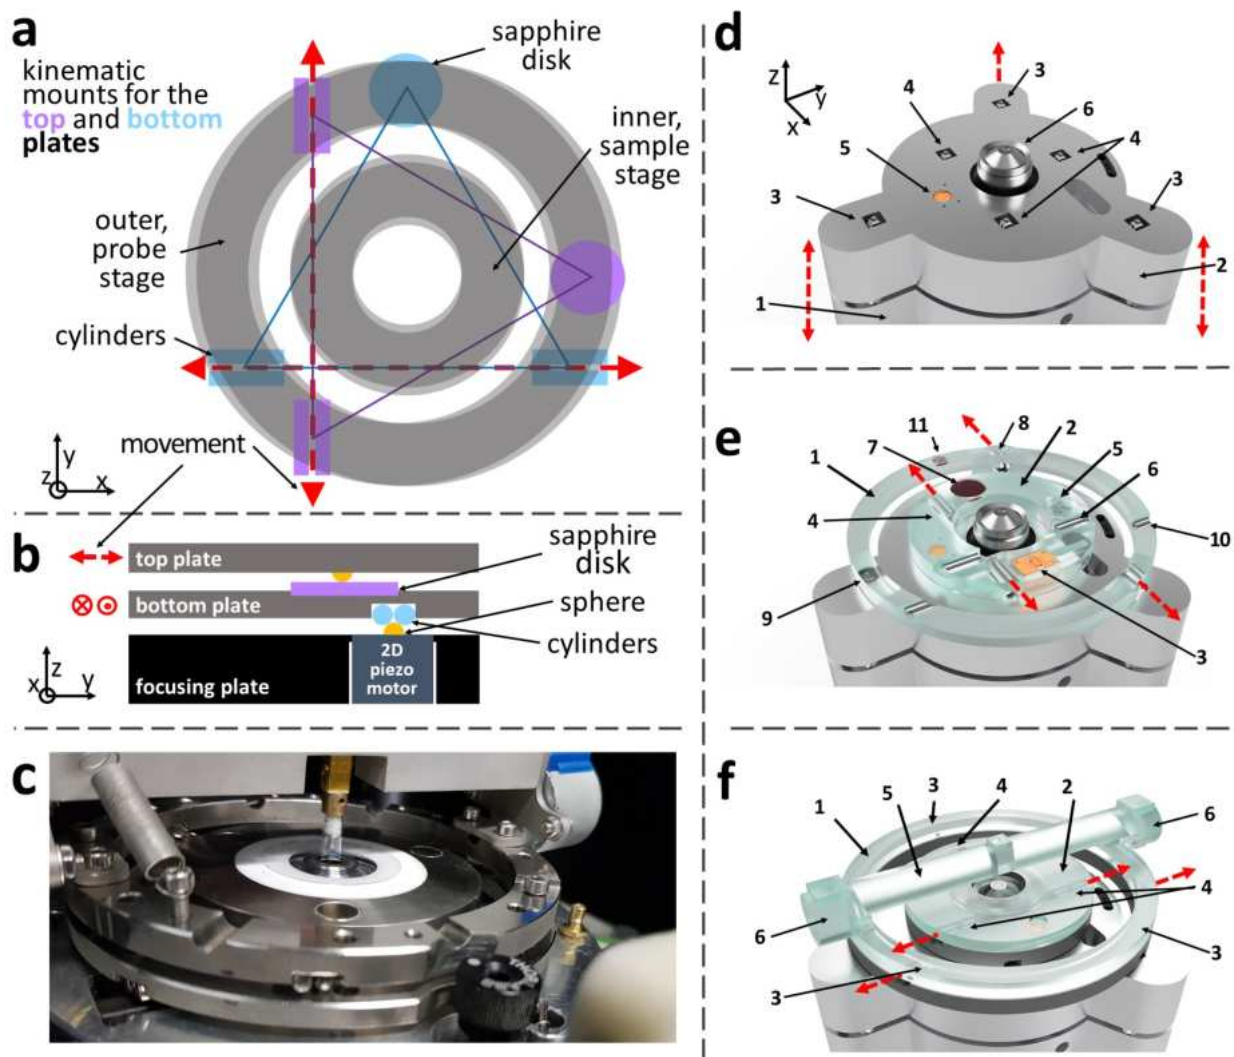 a
kinematic
mounts for the
top and bottom
plates
sapphire
disk
inner,
sample
stage
outer,
probe
stage
cylinders
movement
y
z
x
b
top plate
bottom plate
focusing plate
2D
piezo
motor
sapphire
disk
sphere
cylinders
z
x
y
c
d
z
y
x
3
4
6
4
5
3
3
2
1
e
11
8
2
7
5
1
6
4
10
9
3
f
3
4
2
5
1
6
4
6
3
3